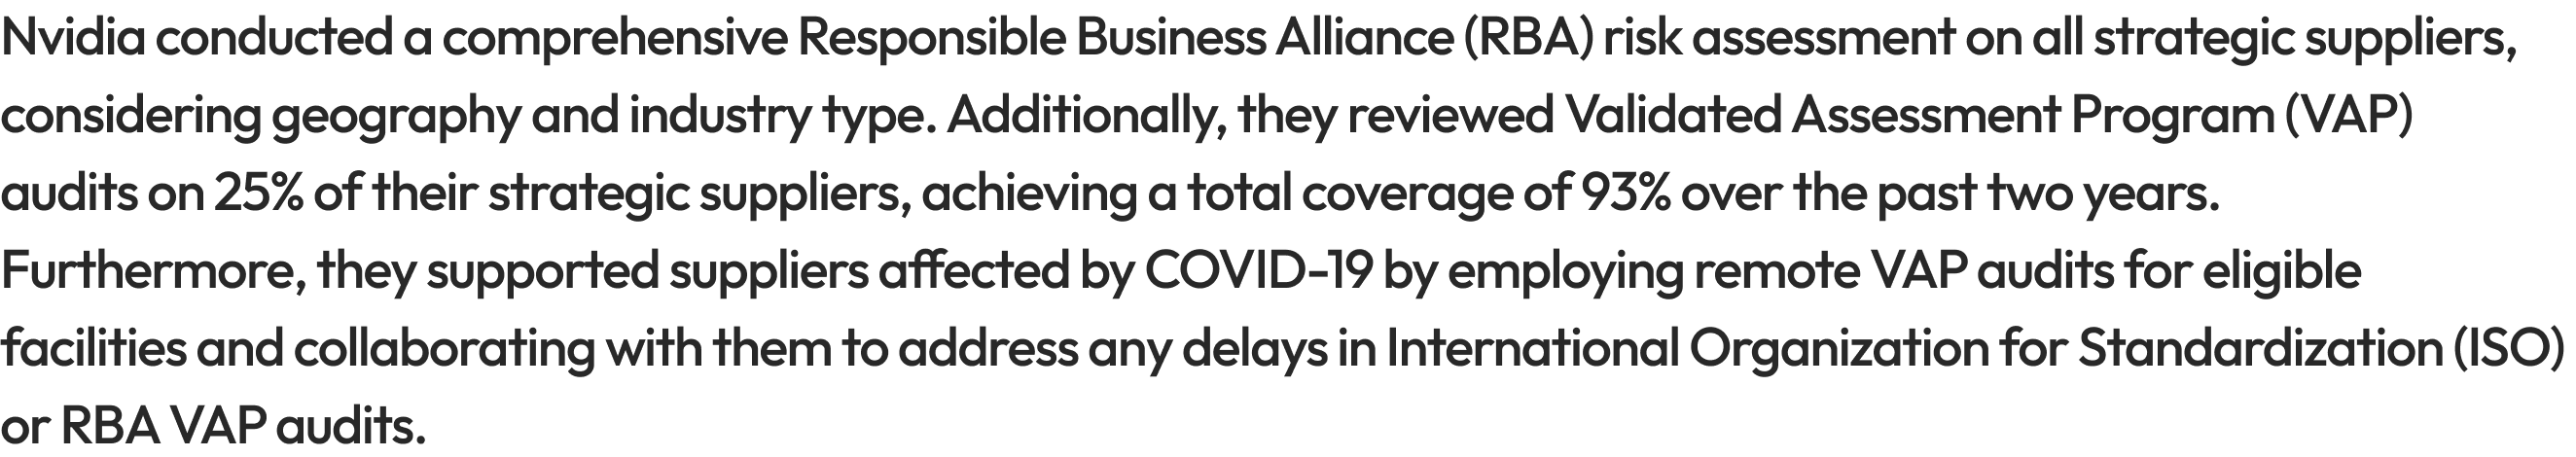 Nvidia conducted a comprehensive Responsible Business Alliance (RBA) risk assessment on all strategic suppliers,
considering geography and industry type. Additionally, they reviewed Validated Assessment Program (VAP)
audits on 25% of their strategic suppliers, achieving a total coverage of 93% over the past two years.
Furthermore, they supported suppliers affected by COVID-19 by employing remote VAP audits for eligible
facilities and collaborating with them to address any delays in International Organization for Standardization (ISO)
or RBA VAP audits.